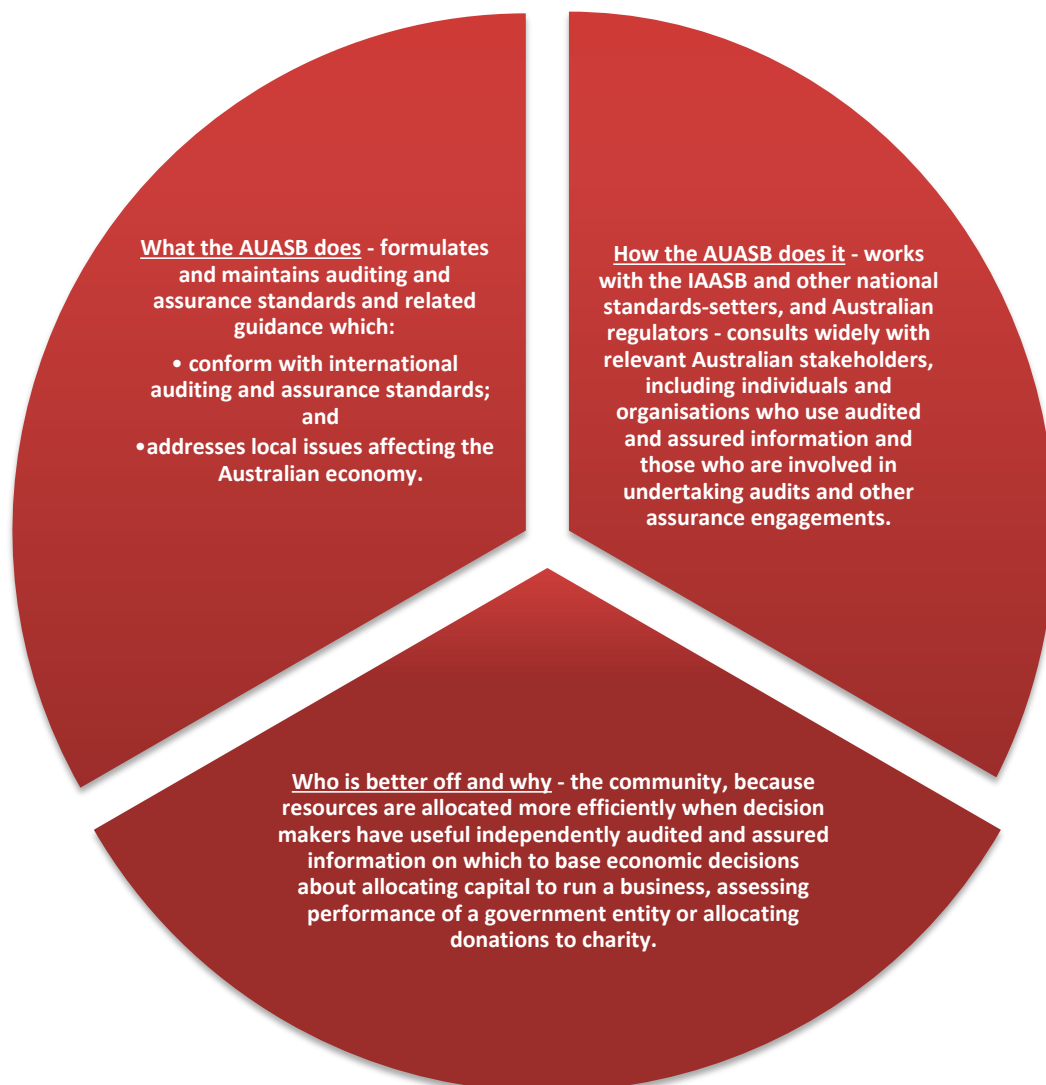 What the AUASB does - formulates
and maintains auditing and
assurance standards and related
guidance which:
• conform with international
auditing and assurance standards;
and
•addresses local issues affecting the
Australian economy.
How the AUASB does it - works
with the IAASB and other national
standards-setters, and Australian
regulators - consults widely with
relevant Australian stakeholders,
including individuals and
organisations who use audited
and assured information and
those who are involved in
undertaking audits and other
assurance engagements.
Who is better off and why - the community, because
resources are allocated more efficiently when decision
makers have useful independently audited and assured
information on which to base economic decisions
about allocating capital to run a business, assessing
performance of a government entity or allocating
donations to charity.